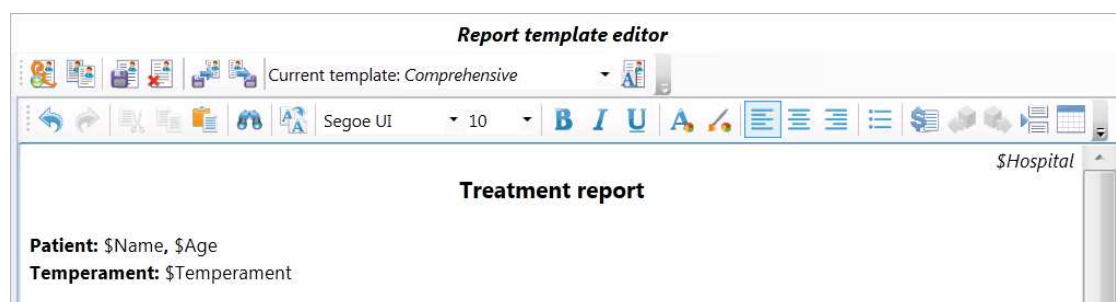 Report template editor
Current template: Comprehensive
Segoe UI 10 B I U A
$Hospital
Treatment report
Patient: $Name, $Age
Temperament: $Temperament